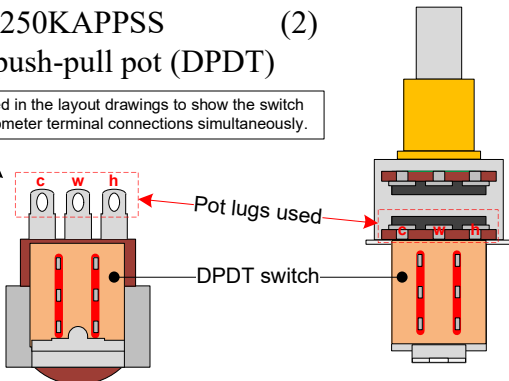 250KAPPSS (2)
push-pull pot (DPDT)
ed in the layout drawings to show the switch
ometer terminal connections simultaneously.
c w h
Pot lugs used
c w h
DPDT switch